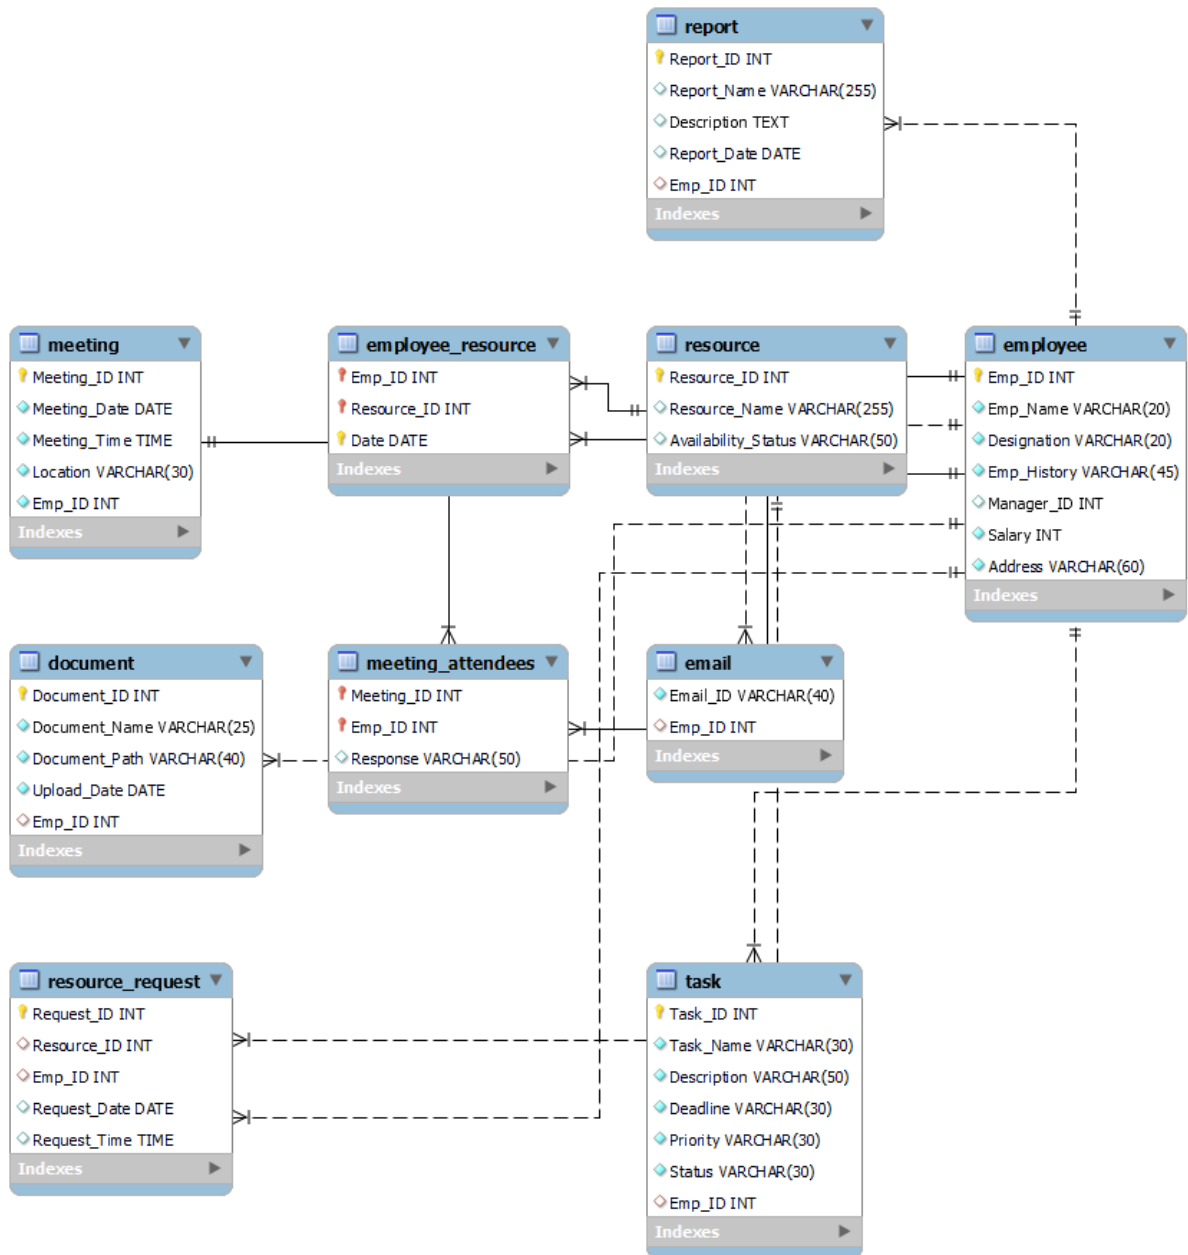 report
Report_ID INT
Report_Name VARCHAR(255)
Description TEXT
Report_Date DATE
Emp_ID INT
Indexes
meeting
Meeting_ID INT
Meeting_Date DATE
Meeting_Time TIME
Location VARCHAR(30)
Emp_ID INT
Indexes
employee_resource
Emp_ID INT
Resource_ID INT
Date DATE
Indexes
resource
Resource_ID INT
Resource_Name VARCHAR(255)
Availability_Status VARCHAR(50)
Indexes
employee
Emp_ID INT
Emp_Name VARCHAR(20)
Designation VARCHAR(20)
Emp_History VARCHAR(45)
Manager_ID INT
Salary INT
Address VARCHAR(60)
Indexes
document
Document_ID INT
Document_Name VARCHAR(25)
Document_Path VARCHAR(40)
Upload_Date DATE
Emp_ID INT
Indexes
meeting_attendees
Meeting_ID INT
Emp_ID INT
Response VARCHAR(50)
Indexes
email
Email_ID VARCHAR(40)
Emp_ID INT
Indexes
resource_request
Request_ID INT
Resource_ID INT
Emp_ID INT
Request_Date DATE
Request_Time TIME
Indexes
task
Task_ID INT
Task_Name VARCHAR(30)
Description VARCHAR(50)
Deadline VARCHAR(30)
Priority VARCHAR(30)
Status VARCHAR(30)
Emp_ID INT
Indexes